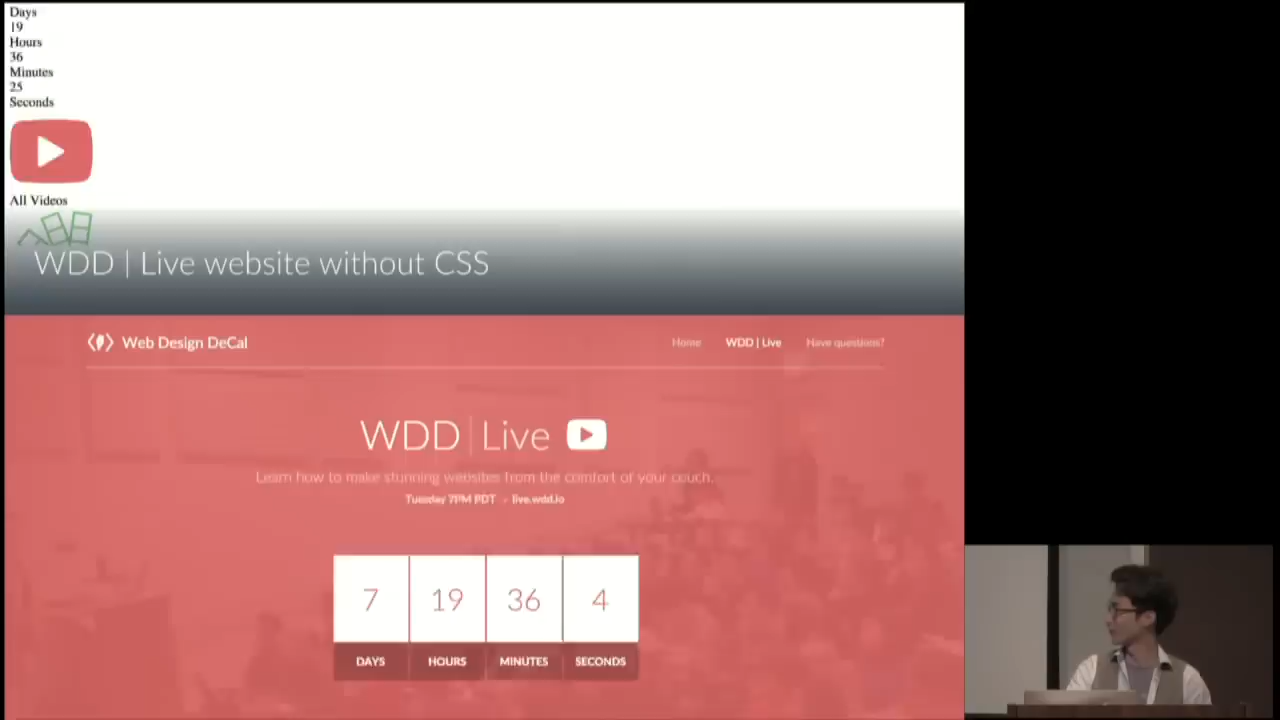 Days
19
Hours
36
Minutes
25
Seconds
All Videos
WDD | Live website without CSS
Web Design DeCal
Home WDD | Live Have questions?
WDD | Live
Learn how to make stunning websites from the comfort of your couch.
Tuesday 7PM PDT - live.wdd.io
7 19 36 4
DAYS HOURS MINUTES SECONDS